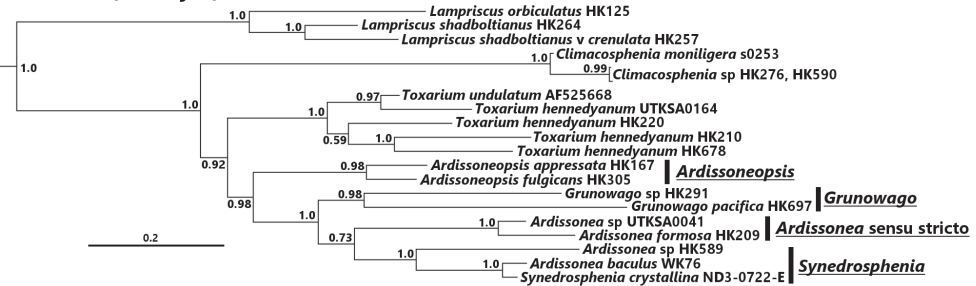 1.0 Lampriscus orbiculatus HK125
Lampriscus shadboltianus HK264
1.0
Lampriscus shadboltianus v crenulata HK257
1.0
1.0 Climacosphenia moniligera s0253
0.99 Climacosphenia sp HK276, HK590
1.0
0.97 Toxarium undulatum AF525668
1.0 Toxarium hennedyanum UTKSA0164
Toxarium hennedyanum HK220
0.59 1.0 Toxarium hennedyanum HK210
Toxarium hennedyanum HK678
0.92
0.98 Ardissoneopsis appressata HK167
Ardissoneopsis
Ardissoneopsis fulgicans HK305
0.98
0.98 Grunowago sp HK291
Grunowago
Grunowago pacifica HK697
1.0
1.0 Ardissonea sp UTKSA0041
Ardissonea sensu stricto
Ardissonea formosa HK209
0.73
0.2
Ardissonea sp HK589
1.0
1.0 Ardissonea baculus WK76
Synedrosphenia
Synedrosphenia crystallina ND3-0722-E